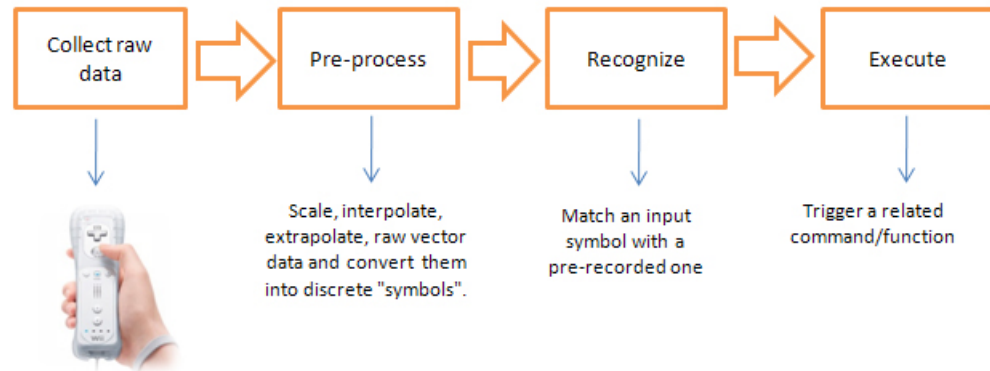 Collect raw
data
Pre-process
Recognize
Execute
Scale, interpolate,
extrapolate, raw vector
data and convert them
into discrete "symbols".
Match an input
symbol with a
pre-recorded one
Trigger a related
command/function
Wii